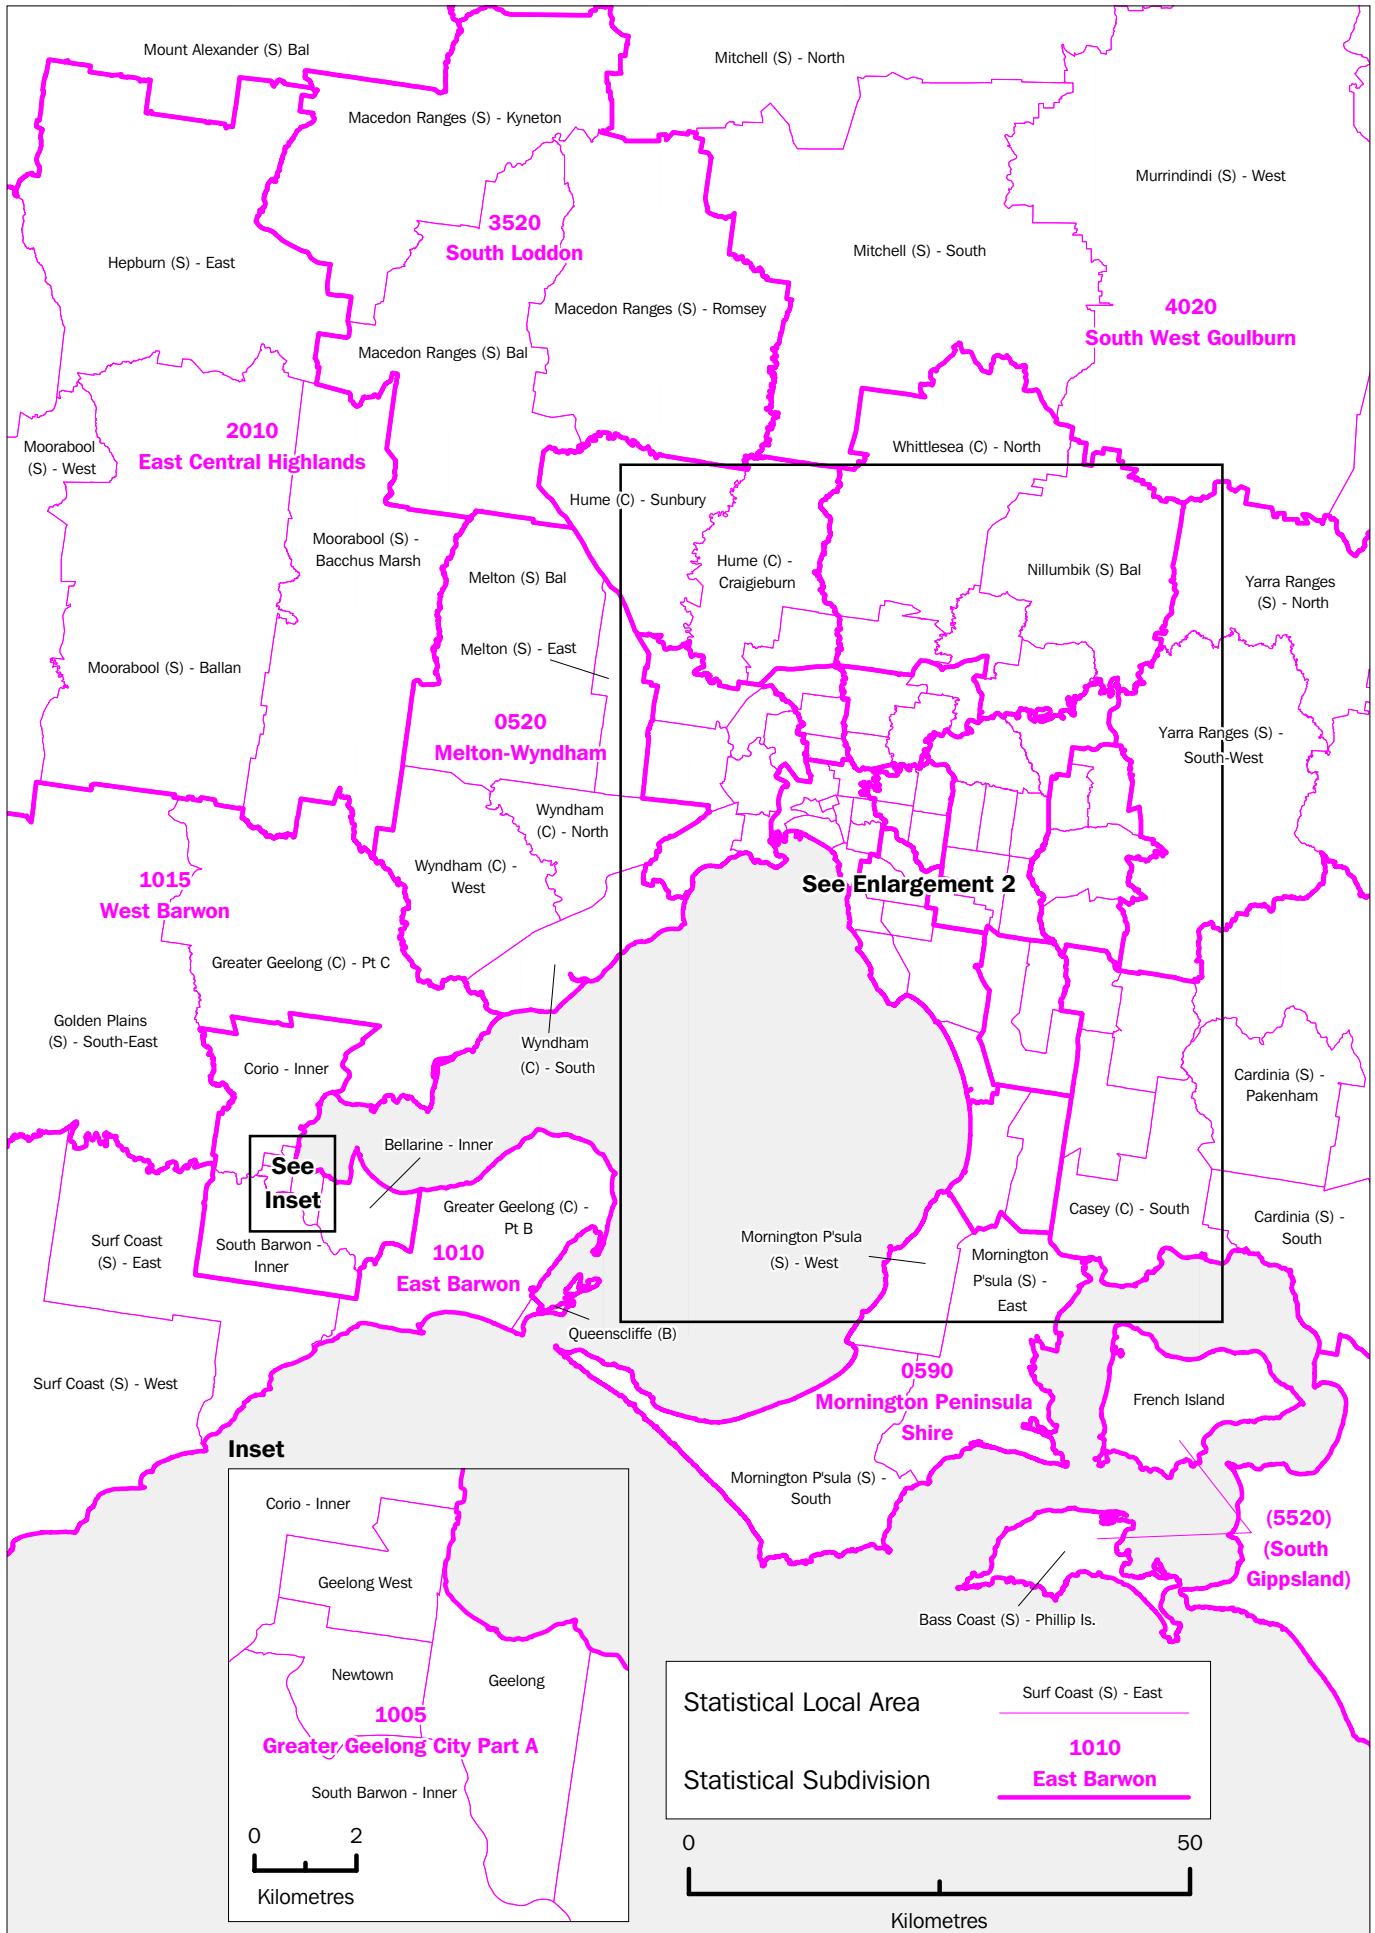 Mount Alexander (S) Bal
Mitchell (S) - North
Macedon Ranges (S) - Kyneton
Murrindindi (S) - West
3520
South Loddon
Mitchell (S) - South
Hepburn (S) - East
4020
South West Goulburn
Macedon Ranges (S) - Romsey
Macedon Ranges (S) Bal
2010
East Central Highlands
Moorabool
(S) - West
Whittlesea (C) - North
Hume (C) - Sunbury
Moorabool (S) -
Bacchus Marsh
Hume (C) -
Craigieburn
Melton (S) Bal
Nillumbik (S) Bal
Yarra Ranges
(S) - North
Melton (S) - East
Moorabool (S) - Ballan
0520
Melton-Wyndham
Yarra Ranges (S) -
South-West
Wyndham
(C) - North
Wyndham (C) -
West
1015
West Barwon
See Enlargement 2
Greater Geelong (C) - Pt C
Golden Plains
(S) - South-East
Wyndham
(C) - South
Corio - Inner
Cardinia (S) -
Pakenham
Bellarine - Inner
See
Inset
Greater Geelong (C) -
Pt B
Casey (C) - South
Cardinia (S) -
South
Surf Coast
(S) - East
South Barwon -
Inner
1010
East Barwon
Mornington P'sula
(S) - West
Mornington
P'sula (S) -
East
Queenscliffe (B)
Surf Coast (S) - West
0590
Mornington Peninsula
Shire
French Island
Inset
Mornington P'sula (S) -
South
(5520)
(South
Gippsland)
Bass Coast (S) - Phillip Is.
Corio - Inner
Geelong West
Newtown
Geelong
1005
Greater Geelong City Part A
South Barwon - Inner
0 2
Kilometres
Statistical Local Area
Surf Coast (S) - East
Statistical Subdivision
1010
East Barwon
0 50
Kilometres